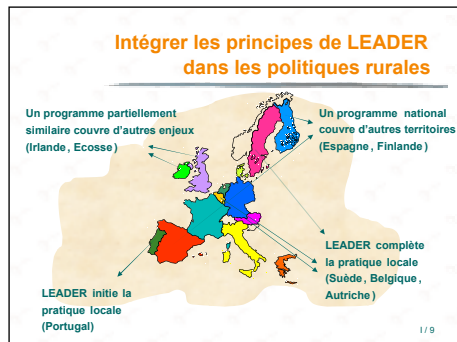 Intégrer les principes de LEADER
dans les politiques rurales
Un programme partiellement
similaire couvre d'autres enjeux
(Irlande, Ecosse)
Un programme national
couvre d'autres territoires
(Espagne, Finlande)
LEADER complète
la pratique locale
(Suède, Belgique,
Autriche)
LEADER initie la
pratique locale
(Portugal)
I / 9